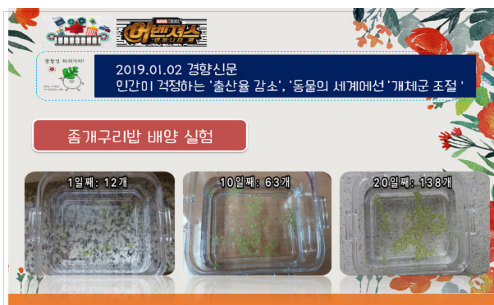 MARVEL STUDIOS
어벤져스
2019.01.02 경향신문
인간이 걱정하는 '출산율 감소', '동물의 세계에선 '개체군 조절 '
좀개구리밥 배양 실험
1일째: 12개
10일째: 63개
20일째: 138개